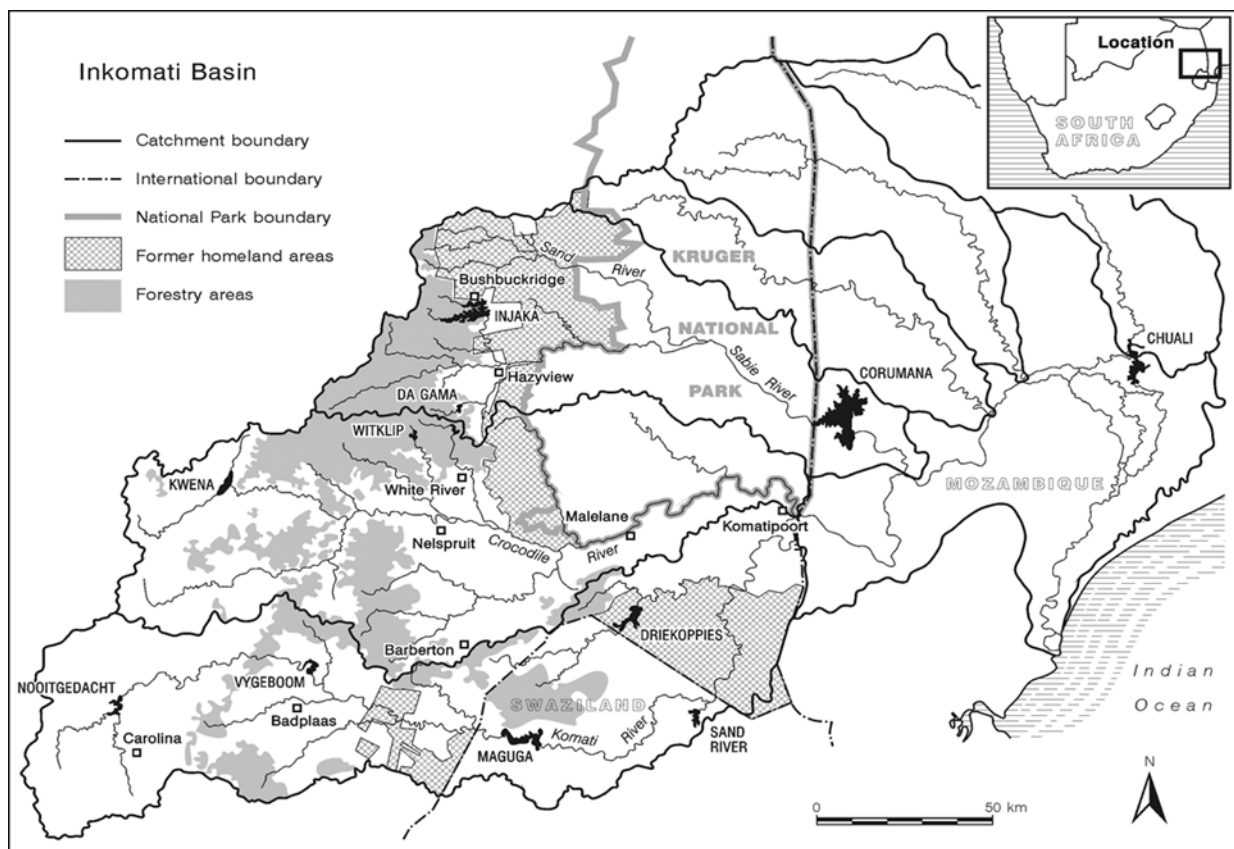 Inkomati Basin
Catchment boundary
International boundary
National Park boundary
Former homeland areas
Forestry areas
Location
SOUTH
AFRICA
Sand
River
KRUGER
Bushbuckridge
INJAKA
NATIONAL
CHUALI
Sabie River
Hazyview
PARK
CORUMANA
DA GAMA
WITKLIP
KWENA
White River
MOZAMBIQUE
Malelane
Komatipoort
Nelspruit
Crocodile
River
DRIEKOPPIES
Barberton
Indian
Ocean
NOOITGEDACHT
VYGEBOOM
SWAZILAND
Badplaas
SAND
RIVER
Carolina
MAGUGA
Komati
River
N
0
50 km